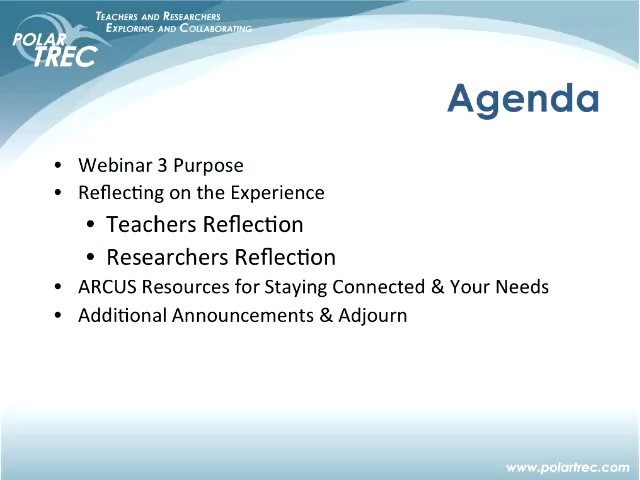 TEACHERS AND RESEARCHERS
EXPLORING AND COLLABORATING
POLAR
TREC
Agenda
• Webinar 3 Purpose
• Reflecting on the Experience
• Teachers Reflection
• Researchers Reflection
• ARCUS Resources for Staying Connected & Your Needs
• Additional Announcements & Adjourn
www.polartrec.com